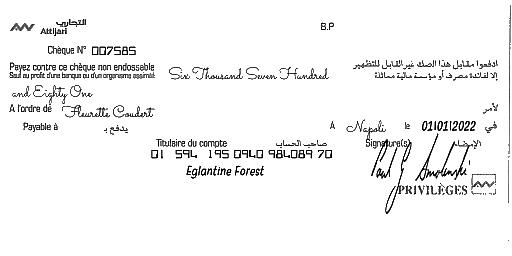 التجاري
Attijari
B.P
Chèque N° 007585
Payez contre ce chèque non endossable
Sauf au profit d'une banque ou d'un organisme assimilé
Six Thousand Seven Hundred
ادفعوا مقابل هذا الصك غير القابل للتظهير
إلا لفائدة مصرف أو مؤسسة مالية مماثلة
and Eighty One
A l'ordre de Fleurette Coudert
لأمر
Payable à يدفع بـ
A Napoli le 01/01/2022 في
Titulaire du compte صاحب الحساب
Signature(s) الإمضاء
01 594 195 0940 984089 70
Eglantine Forest
PRIVILÈGES